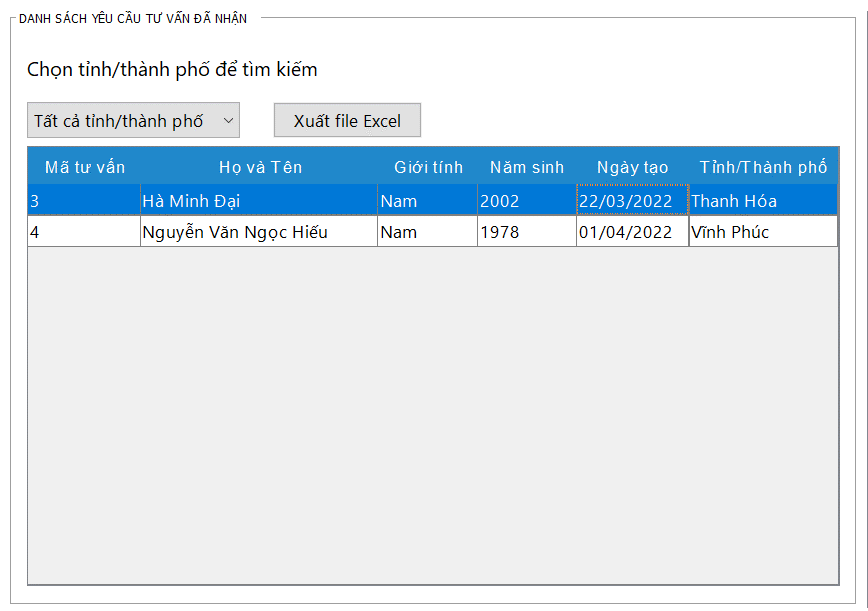 DANH SÁCH YÊU CẦU TƯ VẤN ĐÃ NHẬN
Chọn tỉnh/thành phố để tìm kiếm
Tất cả tỉnh/thành phố Xuất file Excel
Mã tư vấn Họ và Tên Giới tính Năm sinh Ngày tạo Tỉnh/Thành phố
3 Hà Minh Đại Nam 2002 22/03/2022 Thanh Hóa
4 Nguyễn Văn Ngọc Hiếu Nam 1978 01/04/2022 Vĩnh Phúc